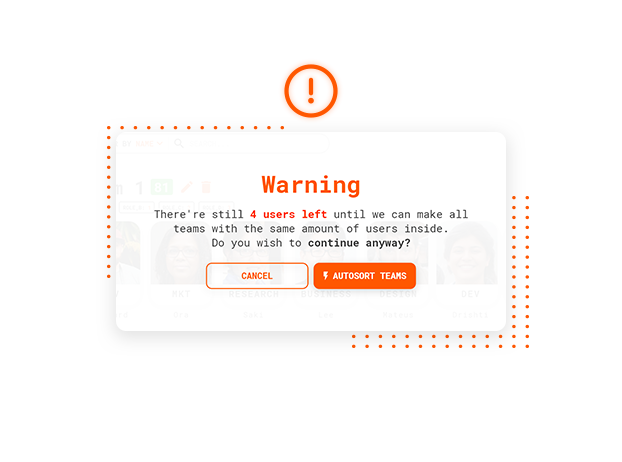 Warning
There're still 4 users left until we can make all
teams with the same amount of users inside.
Do you wish to continue anyway?
CANCEL
AUTOSORT TEAMS
MKT
RESEARCH
BUSINESS
DESIGN
DEV